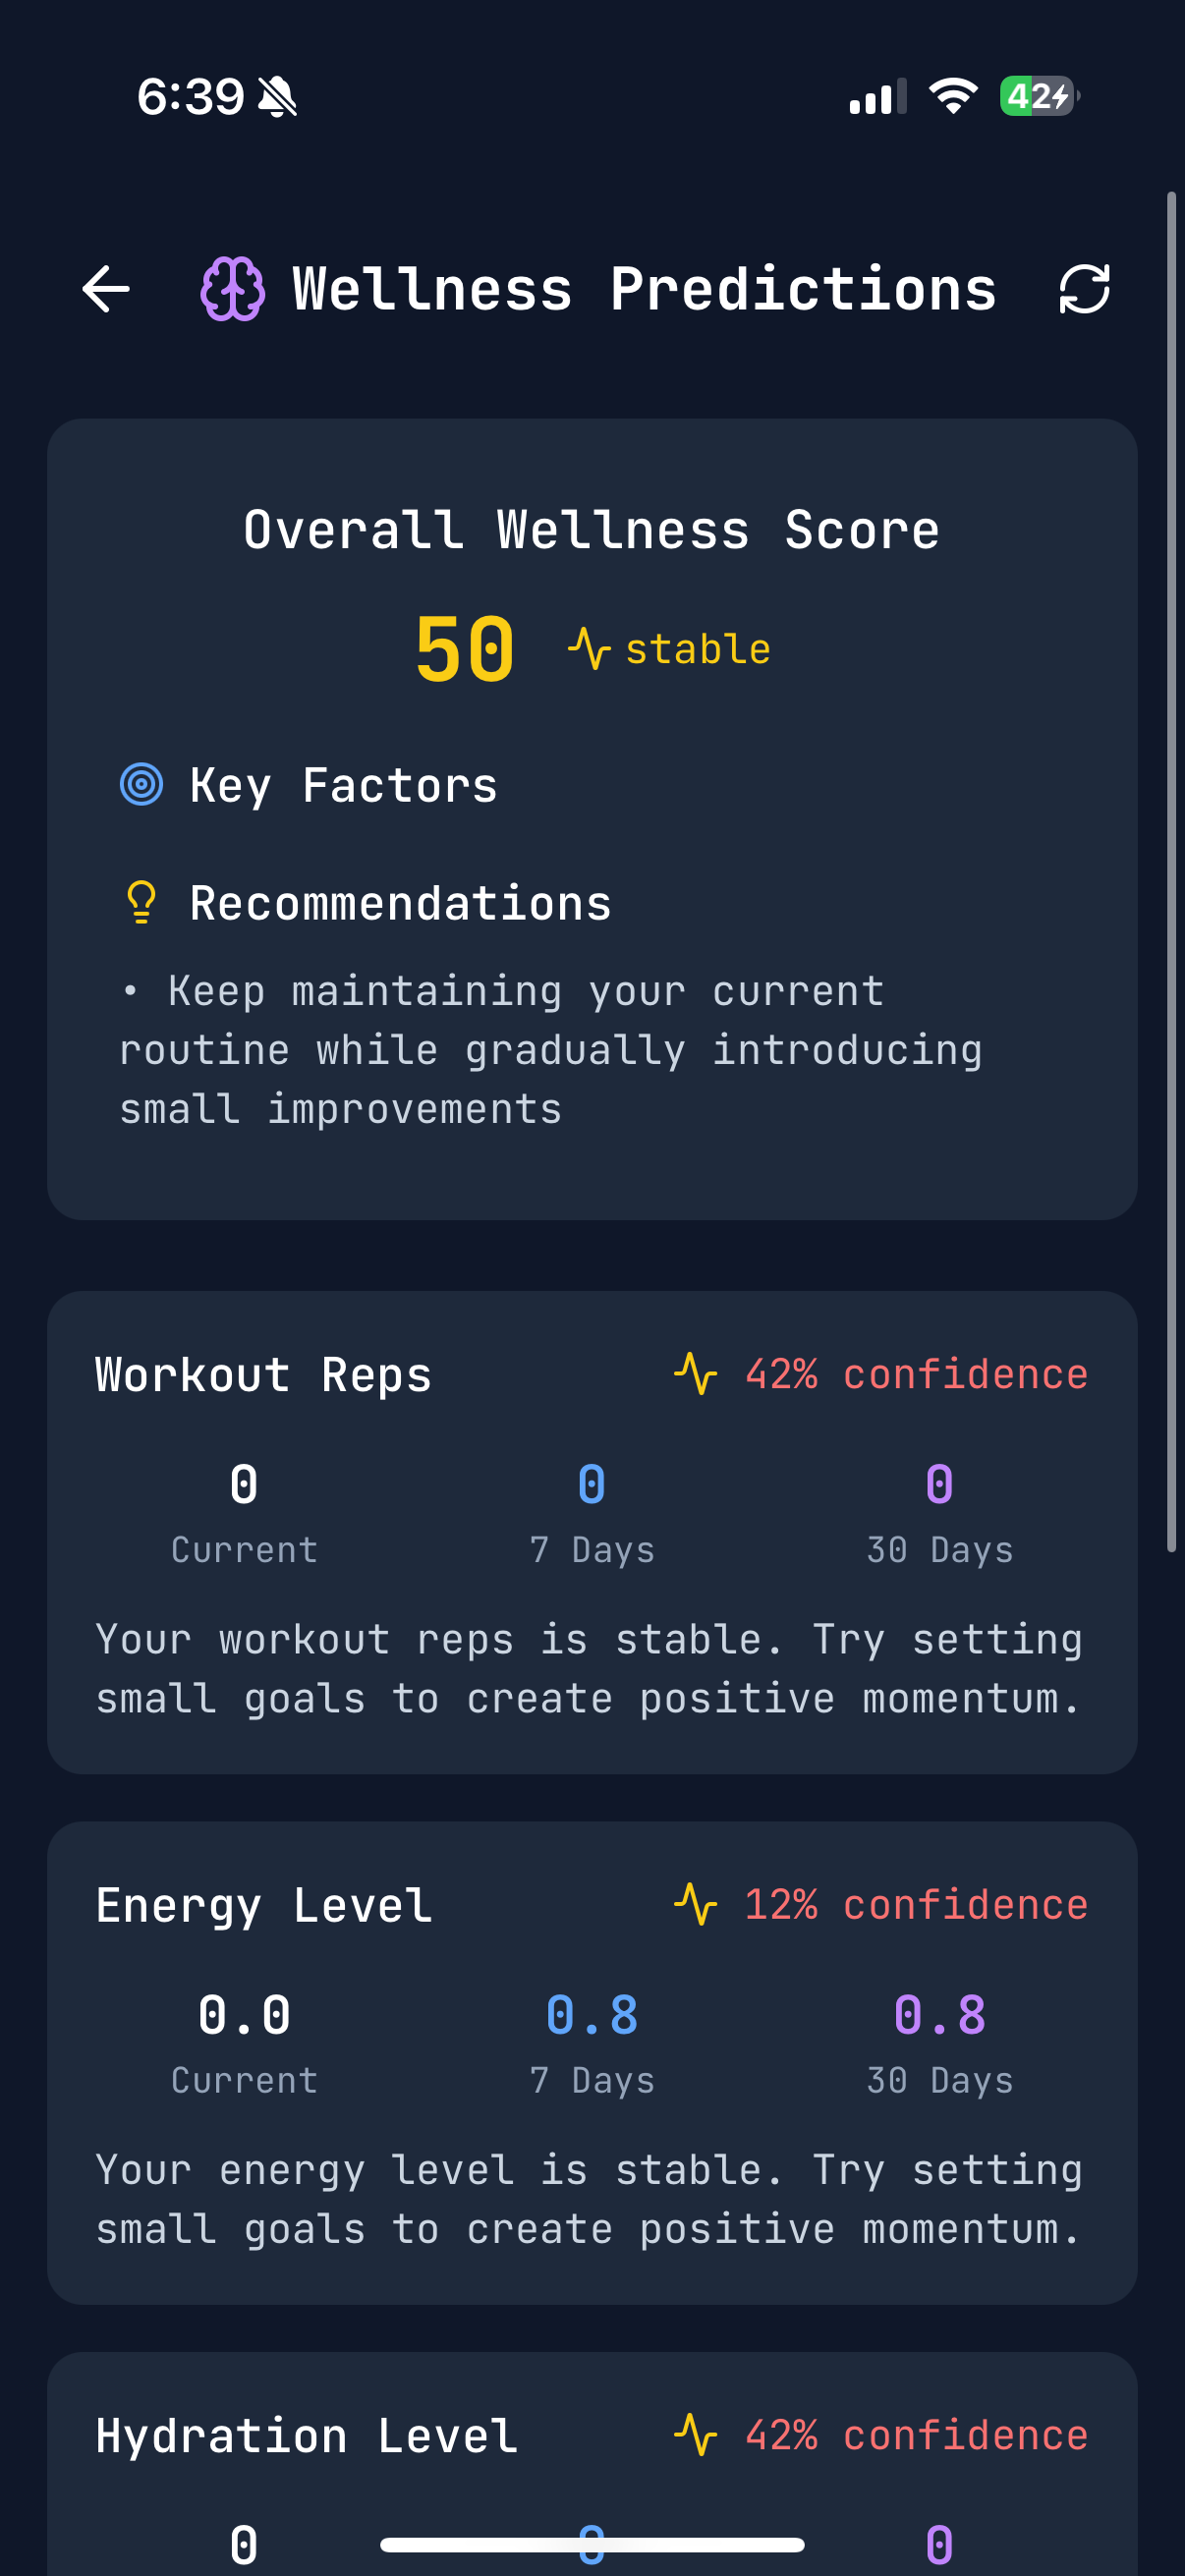 6:39
42
Wellness Predictions
Overall Wellness Score
50 stable
Key Factors
Recommendations
• Keep maintaining your current
routine while gradually introducing
small improvements
Workout Reps 42% confidence
0 0 0
Current 7 Days 30 Days
Your workout reps is stable. Try setting
small goals to create positive momentum.
Energy Level 12% confidence
0.0 0.8 0.8
Current 7 Days 30 Days
Your energy level is stable. Try setting
small goals to create positive momentum.
Hydration Level 42% confidence
0 0 0